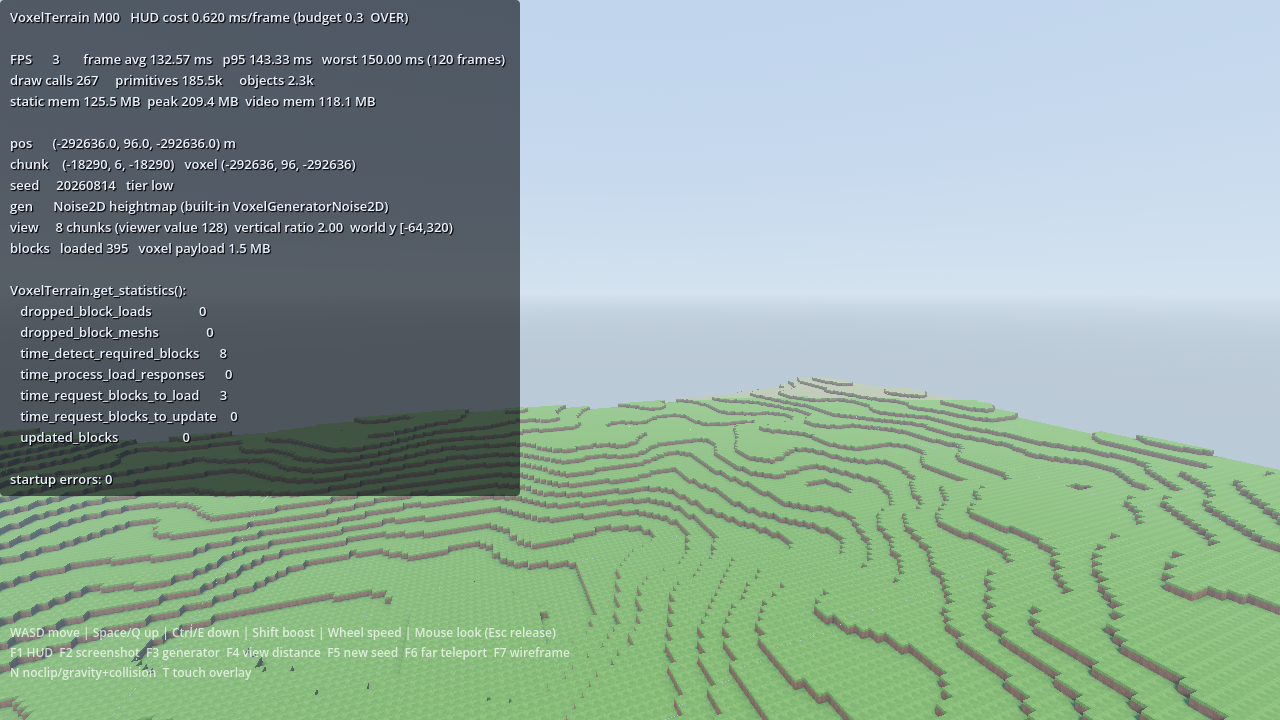 VoxelTerrain M00 HUD cost 0.620 ms/frame (budget 0.3 OVER)
FPS 3 frame avg 132.57 ms p95 143.33 ms worst 150.00 ms (120 frames)
draw calls 267 primitives 185.5k objects 2.3k
static mem 125.5 MB peak 209.4 MB video mem 118.1 MB
pos (-292636.0, 96.0, -292636.0) m
chunk (-18290, 6, -18290) voxel (-292636, 96, -292636)
seed 20260814 tier low
gen Noise2D heightmap (built-in VoxelGeneratorNoise2D)
view 8 chunks (viewer value 128) vertical ratio 2.00 world y [-64,320)
blocks loaded 395 voxel payload 1.5 MB
VoxelTerrain.get_statistics():
dropped_block_loads 0
dropped_block_meshs 0
time_detect_required_blocks 8
time_process_load_responses 0
time_request_blocks_to_load 3
time_request_blocks_to_update 0
updated_blocks 0
startup errors: 0
WASD move | Space/Q up | Ctrl/E down | Shift boost | Wheel speed | Mouse look (Esc release)
F1 HUD F2 screenshot F3 generator F4 view distance F5 new seed F6 far teleport F7 wireframe
N noclip/gravity+collision T touch overlay